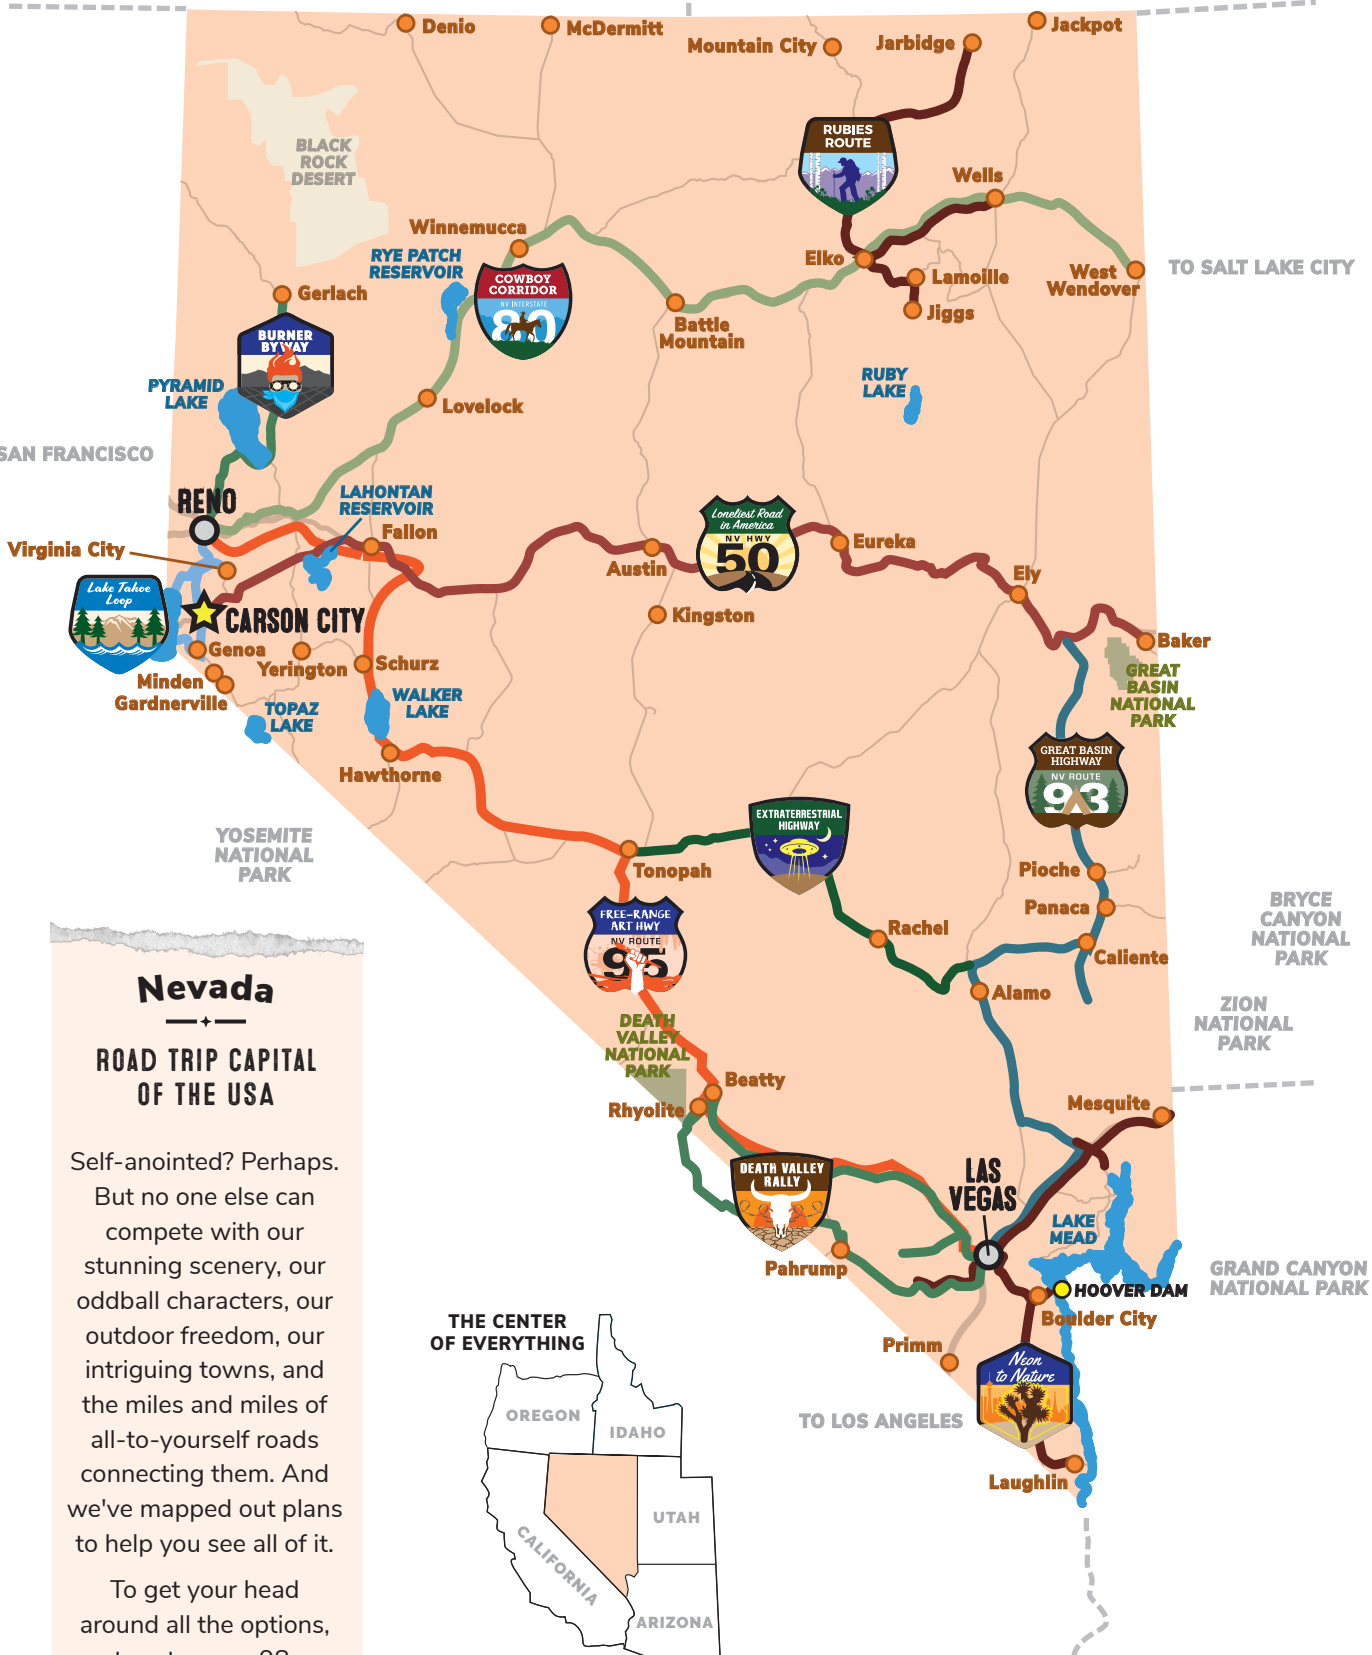 Denio
McDermitt
Mountain City
Jarbidge
Jackpot
BLACK
ROCK
DESERT
RUBIES
ROUTE
Wells
Winnemucca
RYE PATCH
RESERVOIR
Elko
Lamoille
Jiggs
West
Wendover
TO SALT LAKE CITY
Gerlach
COWBOY
CORRIDOR
NV INTERSTATE
80
Battle
Mountain
BURNER
BYWAY
PYRAMID
LAKE
Lovelock
RUBY
LAKE
SAN FRANCISCO
RENO
LAHONTAN
RESERVOIR
Fallon
Virginia City
Austin
Loneliest Road
in America
NV HWY
50
Eureka
Ely
Lake Tahoe
Loop
CARSON CITY
Kingston
Baker
Genoa
Yerington
Schurz
Minden
Gardnerville
TOPAZ
LAKE
WALKER
LAKE
GREAT
BASIN
NATIONAL
PARK
Hawthorne
GREAT BASIN
HIGHWAY
NV ROUTE
93
YOSEMITE
NATIONAL
PARK
EXTRATERRESTRIAL
HIGHWAY
Tonopah
Pioche
Panaca
Caliente
BRYCE
CANYON
NATIONAL
PARK
FREE-RANGE
ART HWY
NV ROUTE
95
Rachel
Alamo
ZION
NATIONAL
PARK
DEATH
VALLEY
NATIONAL
PARK
Beatty
Rhyolite
Mesquite
DEATH VALLEY
RALLY
LAS
VEGAS
LAKE
MEAD
Pahrump
HOOVER DAM
GRAND CANYON
NATIONAL PARK
Boulder City
Primm
Neon
to Nature
TO LOS ANGELES
Laughlin
Nevada
ROAD TRIP CAPITAL
OF THE USA
Self-anointed? Perhaps.
But no one else can
compete with our
stunning scenery, our
oddball characters, our
outdoor freedom, our
intriguing towns, and
the miles and miles of
all-to-yourself roads
connecting them. And
we've mapped out plans
to help you see all of it.
To get your head
around all the options,
THE CENTER
OF EVERYTHING
OREGON
IDAHO
UTAH
CALIFORNIA
ARIZONA